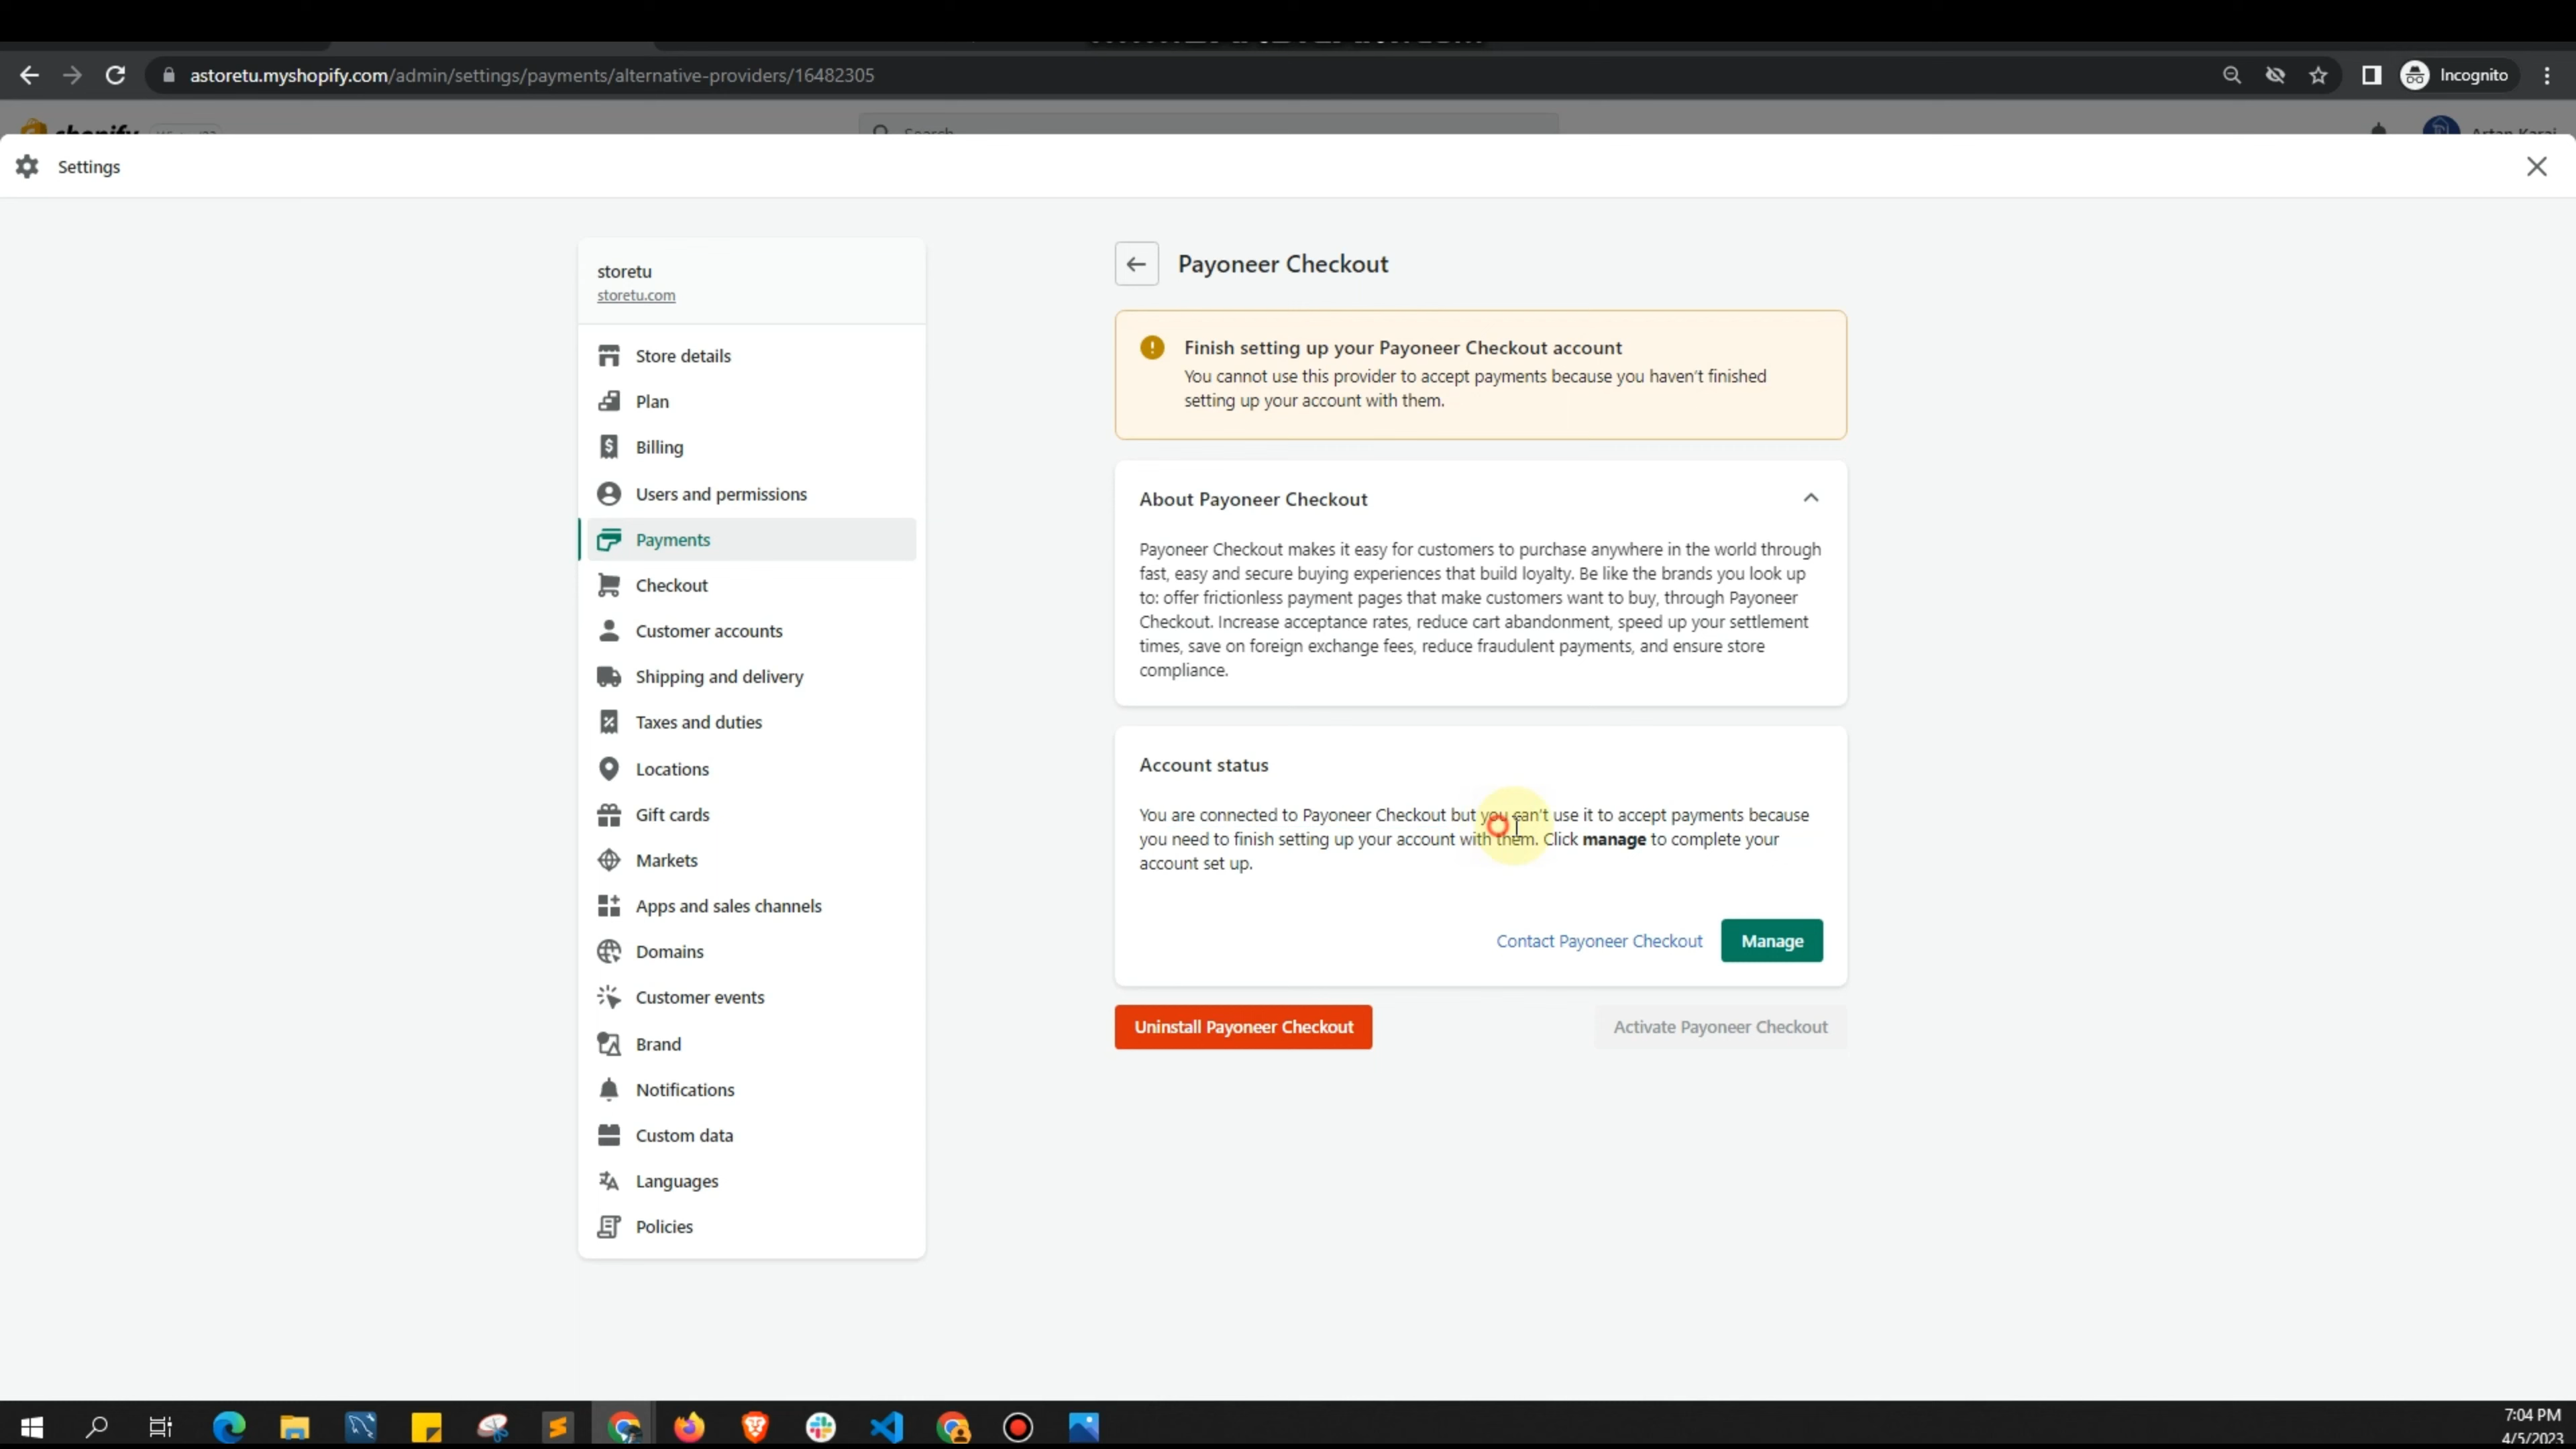 astoretu.myshopify.com/admin/settings/payments/alternative-providers/16482305
Incognito
shopify
Search
Artan Karaj
Settings
storetu
storetu.com
Store details
Plan
Billing
Users and permissions
Payments
Checkout
Customer accounts
Shipping and delivery
Taxes and duties
Locations
Gift cards
Markets
Apps and sales channels
Domains
Customer events
Brand
Notifications
Custom data
Languages
Policies
Payoneer Checkout
Finish setting up your Payoneer Checkout account
You cannot use this provider to accept payments because you haven't finished
setting up your account with them.
About Payoneer Checkout
Payoneer Checkout makes it easy for customers to purchase anywhere in the world through
fast, easy and secure buying experiences that build loyalty. Be like the brands you look up
to: offer frictionless payment pages that make customers want to buy, through Payoneer
Checkout. Increase acceptance rates, reduce cart abandonment, speed up your settlement
times, save on foreign exchange fees, reduce fraudulent payments, and ensure store
compliance.
Account status
You are connected to Payoneer Checkout but you can't use it to accept payments because
you need to finish setting up your account with them. Click manage to complete your
account set up.
Contact Payoneer Checkout
Manage
Uninstall Payoneer Checkout
Activate Payoneer Checkout
7:04 PM
4/5/2023